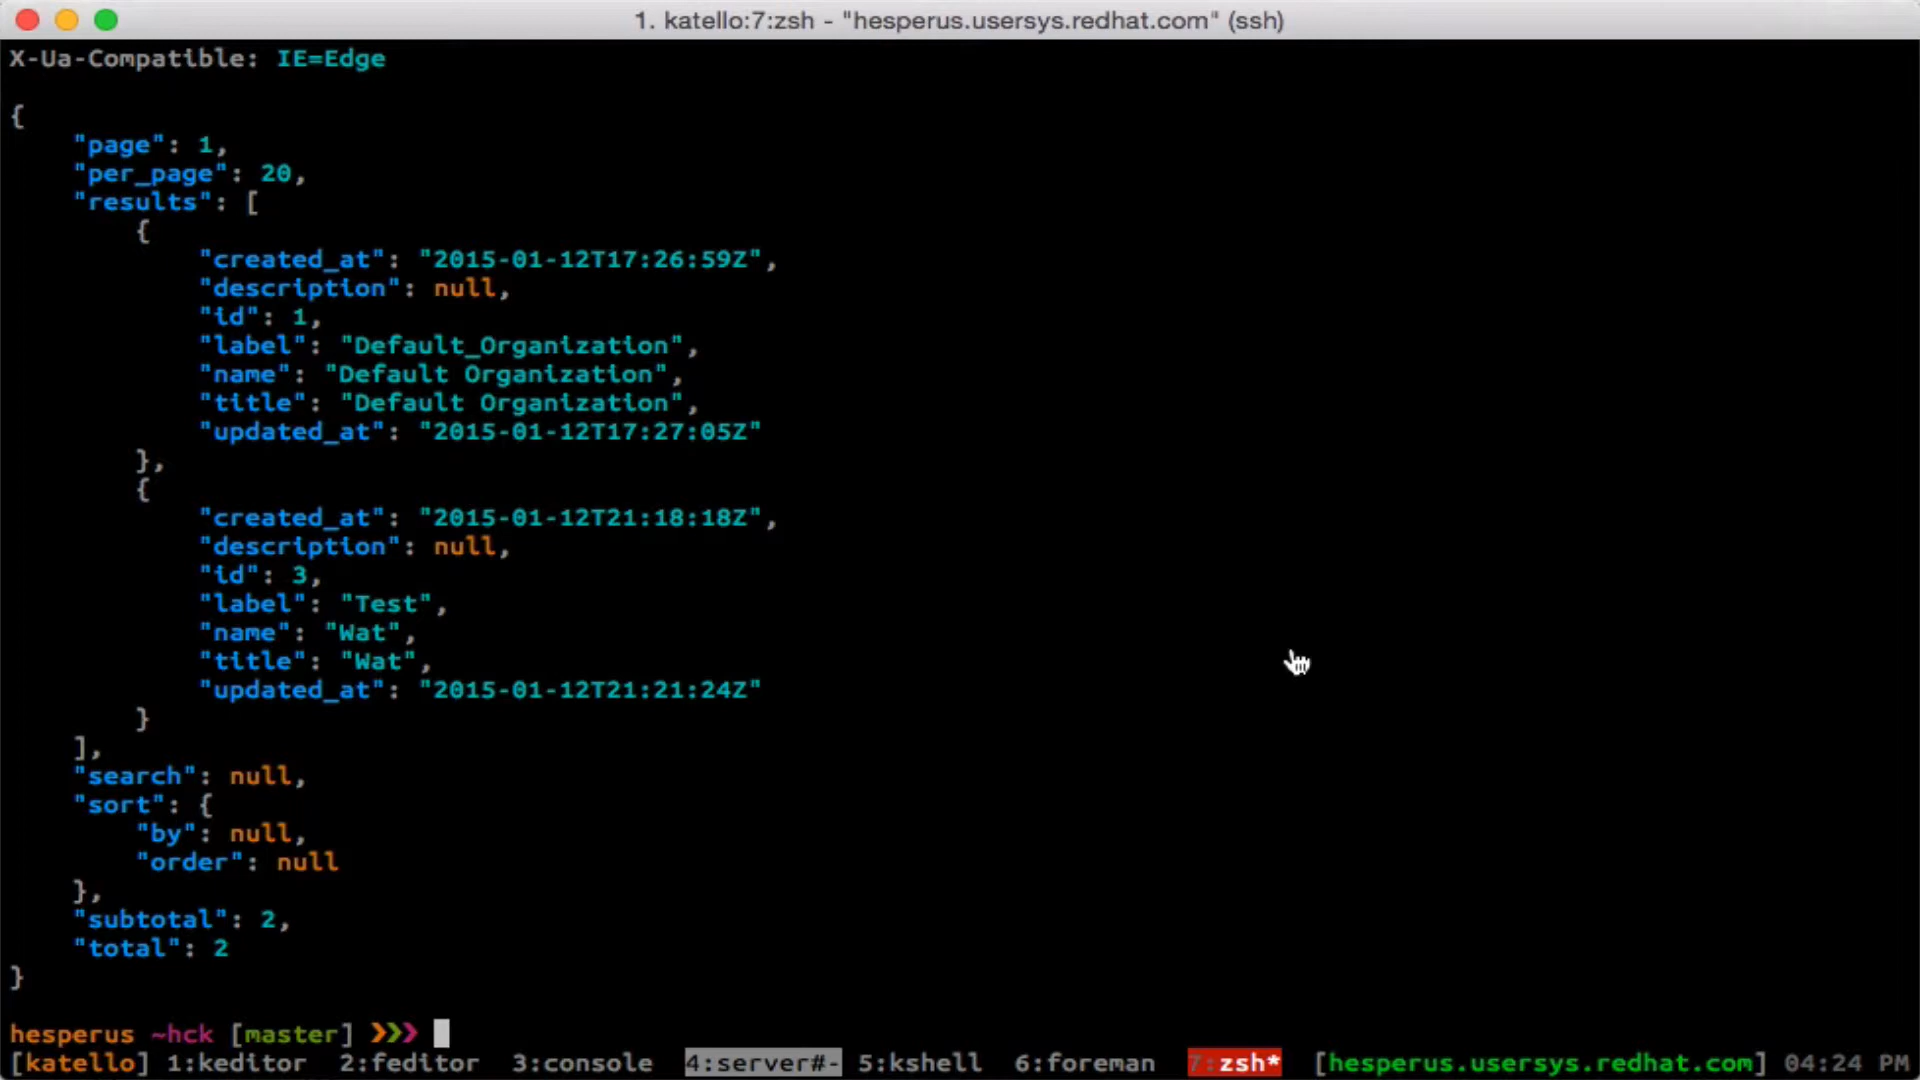 1. katello:7:zsh - "hesperus.usersys.redhat.com" (ssh)
X-Ua-Compatible: IE=Edge
{
    "page": 1,
    "per_page": 20,
    "results": [
        {
            "created_at": "2015-01-12T17:26:59Z",
            "description": null,
            "id": 1,
            "label": "Default_Organization",
            "name": "Default Organization",
            "title": "Default Organization",
            "updated_at": "2015-01-12T17:27:05Z"
        },
        {
            "created_at": "2015-01-12T21:18:18Z",
            "description": null,
            "id": 3,
            "label": "Test",
            "name": "Wat",
            "title": "Wat",
            "updated_at": "2015-01-12T21:21:24Z"
        }
    ],
    "search": null,
    "sort": {
        "by": null,
        "order": null
    },
    "subtotal": 2,
    "total": 2
}
hesperus ~hck [master] ❯❯❯
[katello] 1:keditor 2:feditor 3:console 4:server#- 5:kshell 6:foreman 7:zsh* [hesperus.usersys.redhat.com] 04:24 PM